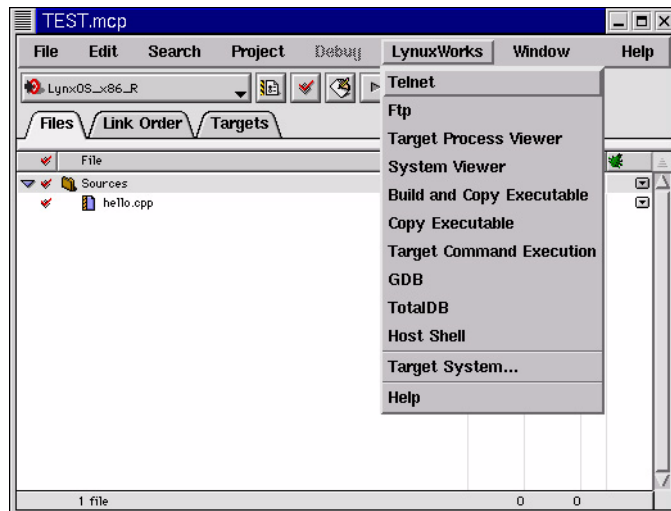 TEST.mcp
File Edit Search Project Debug LynuxWorks Window Help
LynxOS_x86_R
Telnet
Ftp
Target Process Viewer
System Viewer
Build and Copy Executable
Copy Executable
Target Command Execution
GDB
TotalDB
Host Shell
Target System...
Help
Files Link Order Targets
File
Sources
hello.cpp
1 file 0 0